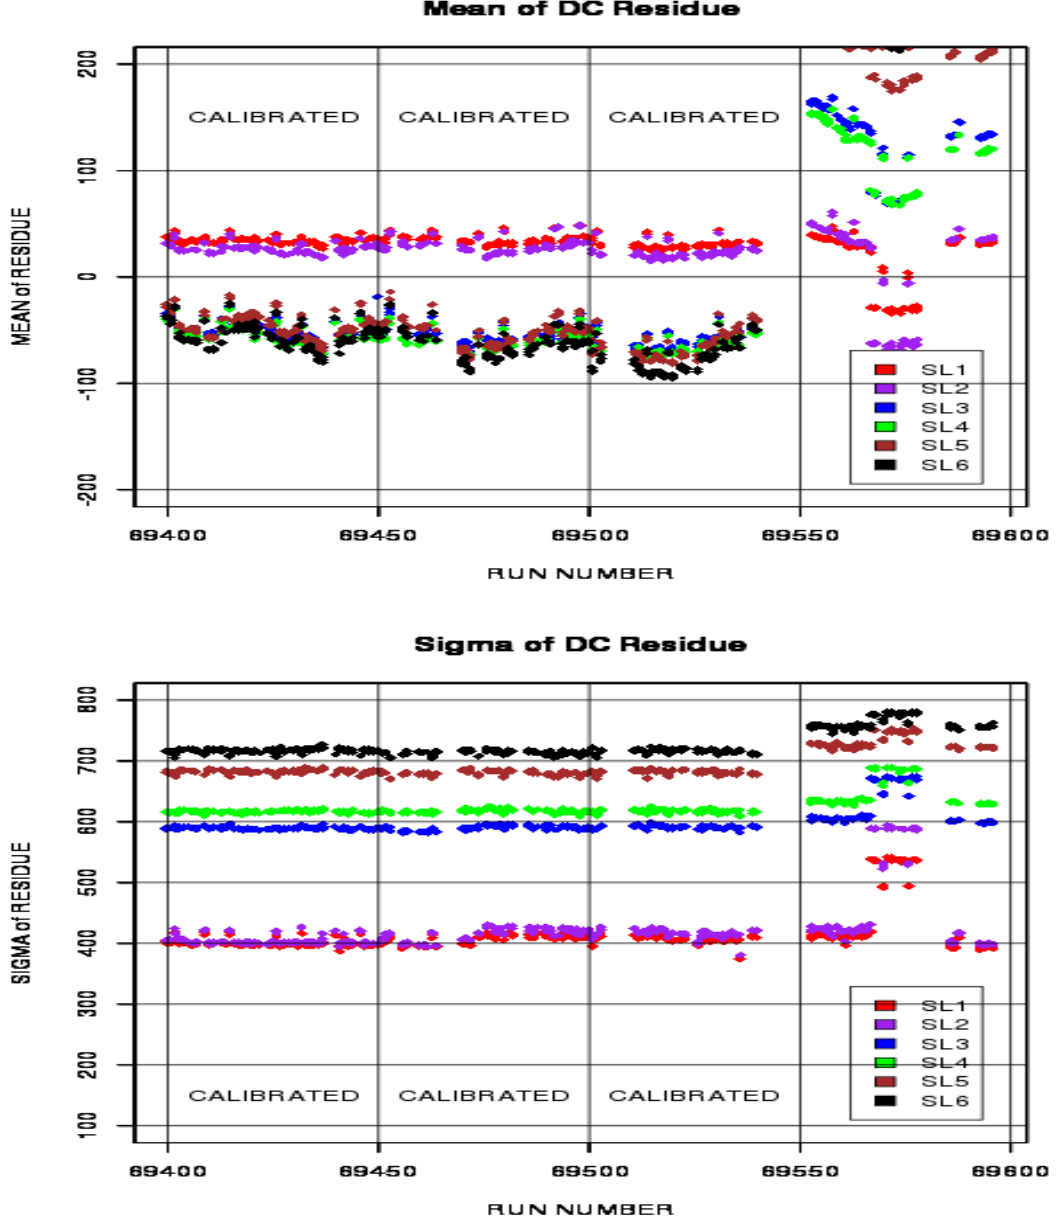 Mean of DC Residue
MEAN of RESIDUE
200
100
0
-100
-200
CALIBRATED CALIBRATED CALIBRATED
SL1
SL2
SL3
SL4
SL5
SL6
69400 69450 69500 69550 69600
RUN NUMBER
Sigma of DC Residue
SIGMA of RESIDUE
800
700
600
500
400
300
200
100
SL1
SL2
SL3
SL4
SL5
SL6
CALIBRATED CALIBRATED CALIBRATED
69400 69450 69500 69550 69600
RUN NUMBER